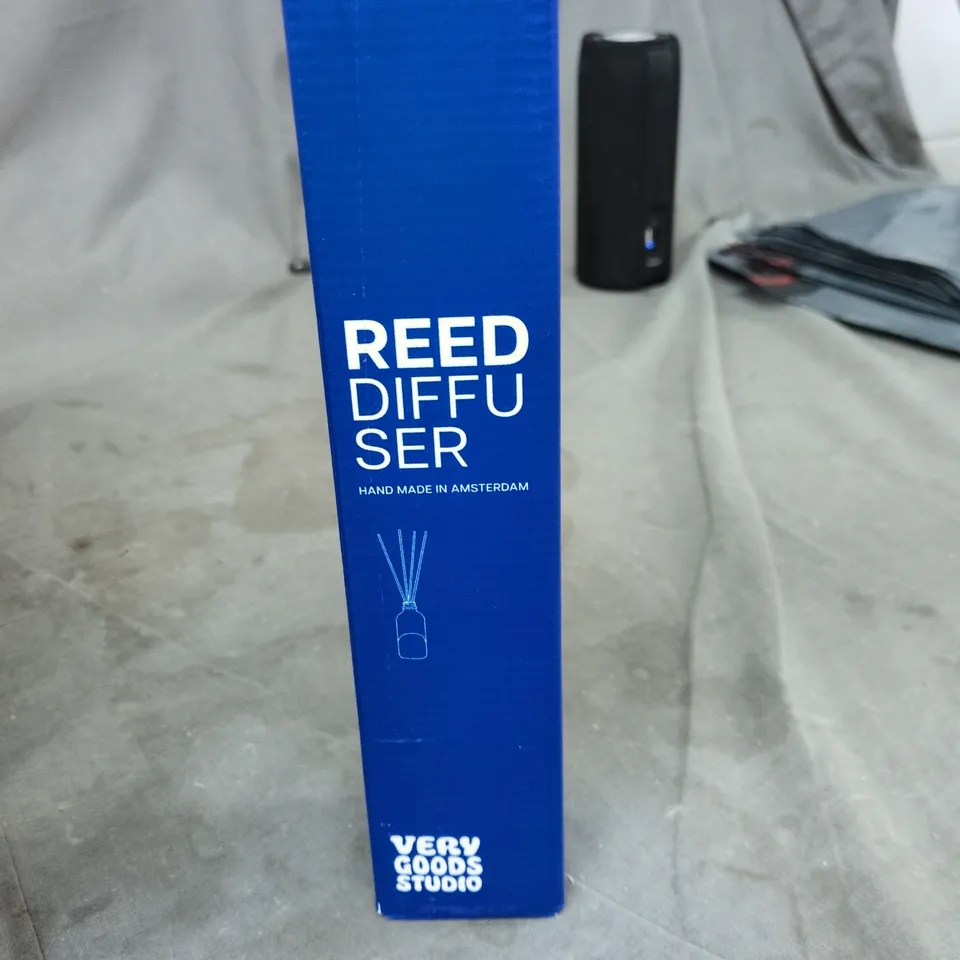 REED
DIFFU
SER
HAND MADE IN AMSTERDAM
VERY
GOODS
STUDIO